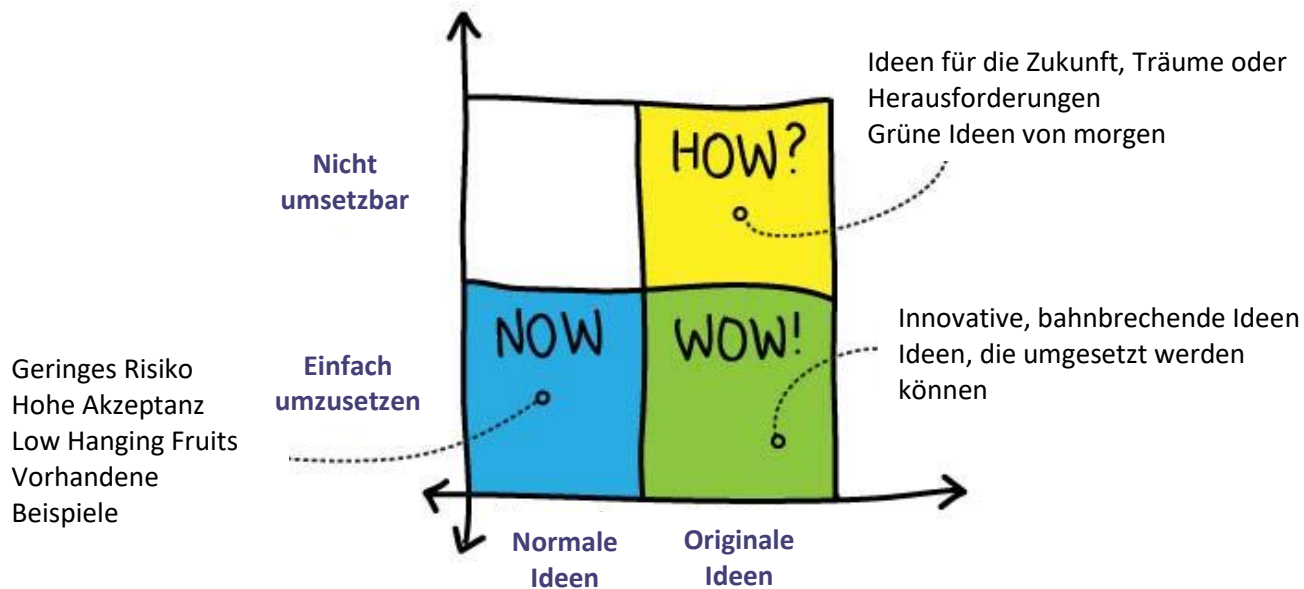 Ideen für die Zukunft, Träume oder
Herausforderungen
Grüne Ideen von morgen
HOW?
Nicht
umsetzbar
NOW
WOW!
Innovative, bahnbrechende Ideen
Ideen, die umgesetzt werden
können
Einfach
umzusetzen
Geringes Risiko
Hohe Akzeptanz
Low Hanging Fruits
Vorhandene
Beispiele
Normale
Ideen
Originale
Ideen